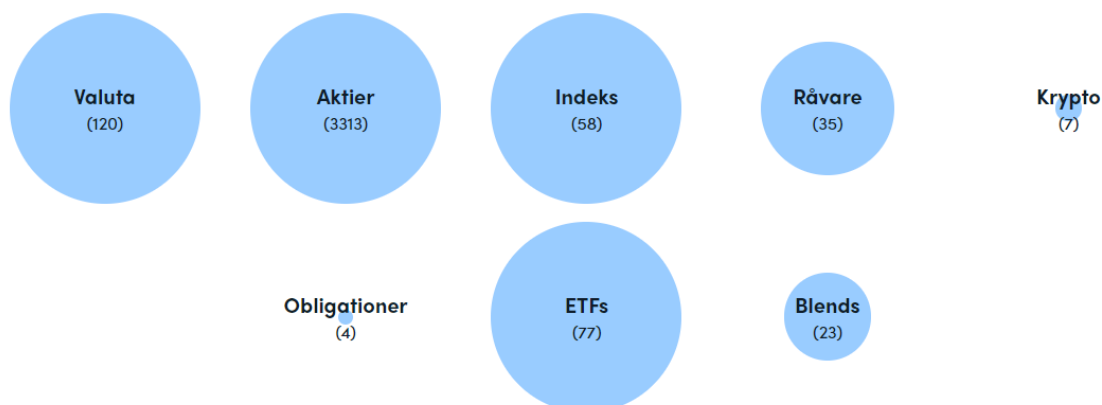 Valuta
(120)
Aktier
(3313)
Indeks
(58)
Råvare
(35)
Krypto
(7)
Obligationer
(4)
ETFs
(77)
Blends
(23)